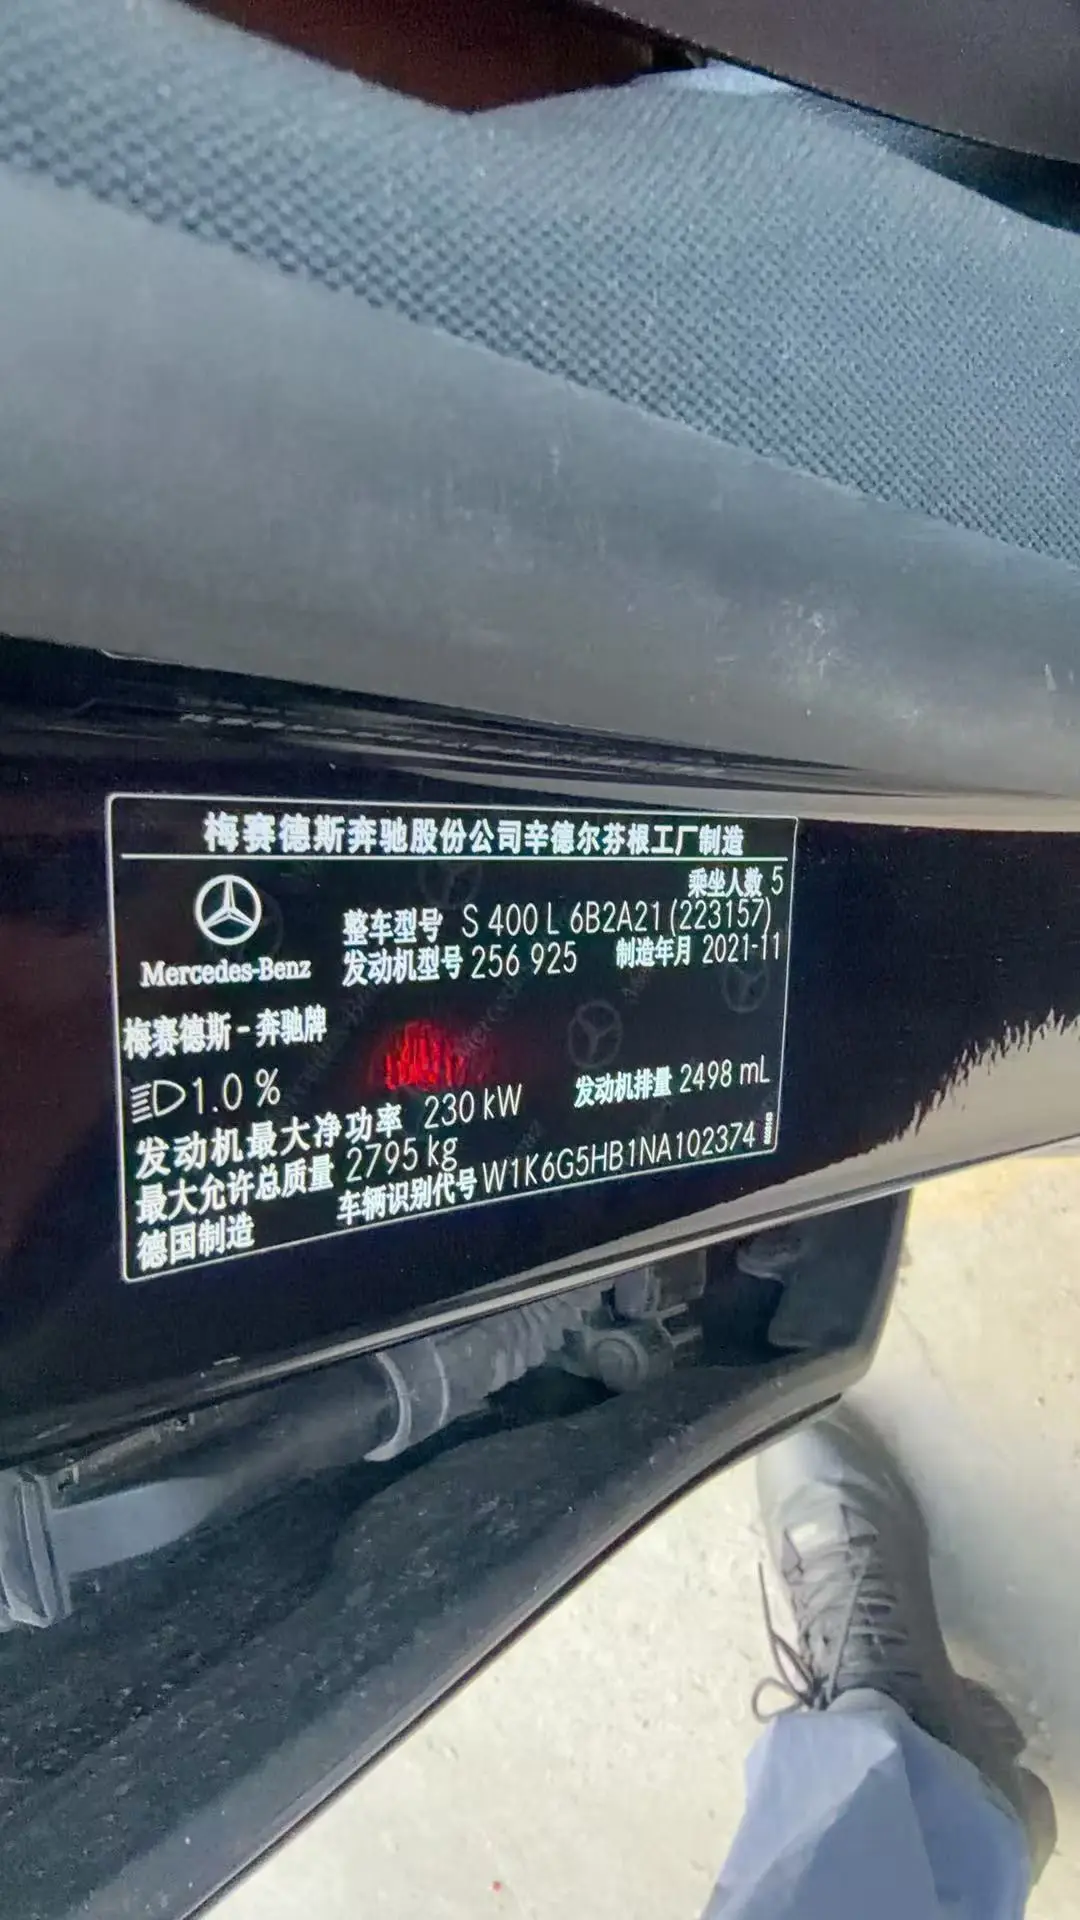 梅赛德斯奔驰股份公司辛德尔芬根工厂制造
乘坐人数 5
整车型号 S 400 L 6B2A21 (223157)
Mercedes-Benz
发动机型号 256 925 制造年月 2021-11
梅赛德斯-奔驰牌
1.0 %
发动机最大净功率 230 kW 发动机排量 2498 mL
最大允许总质量 2795 kg
车辆识别代号 W1K6G5HB1NA102374
德国制造